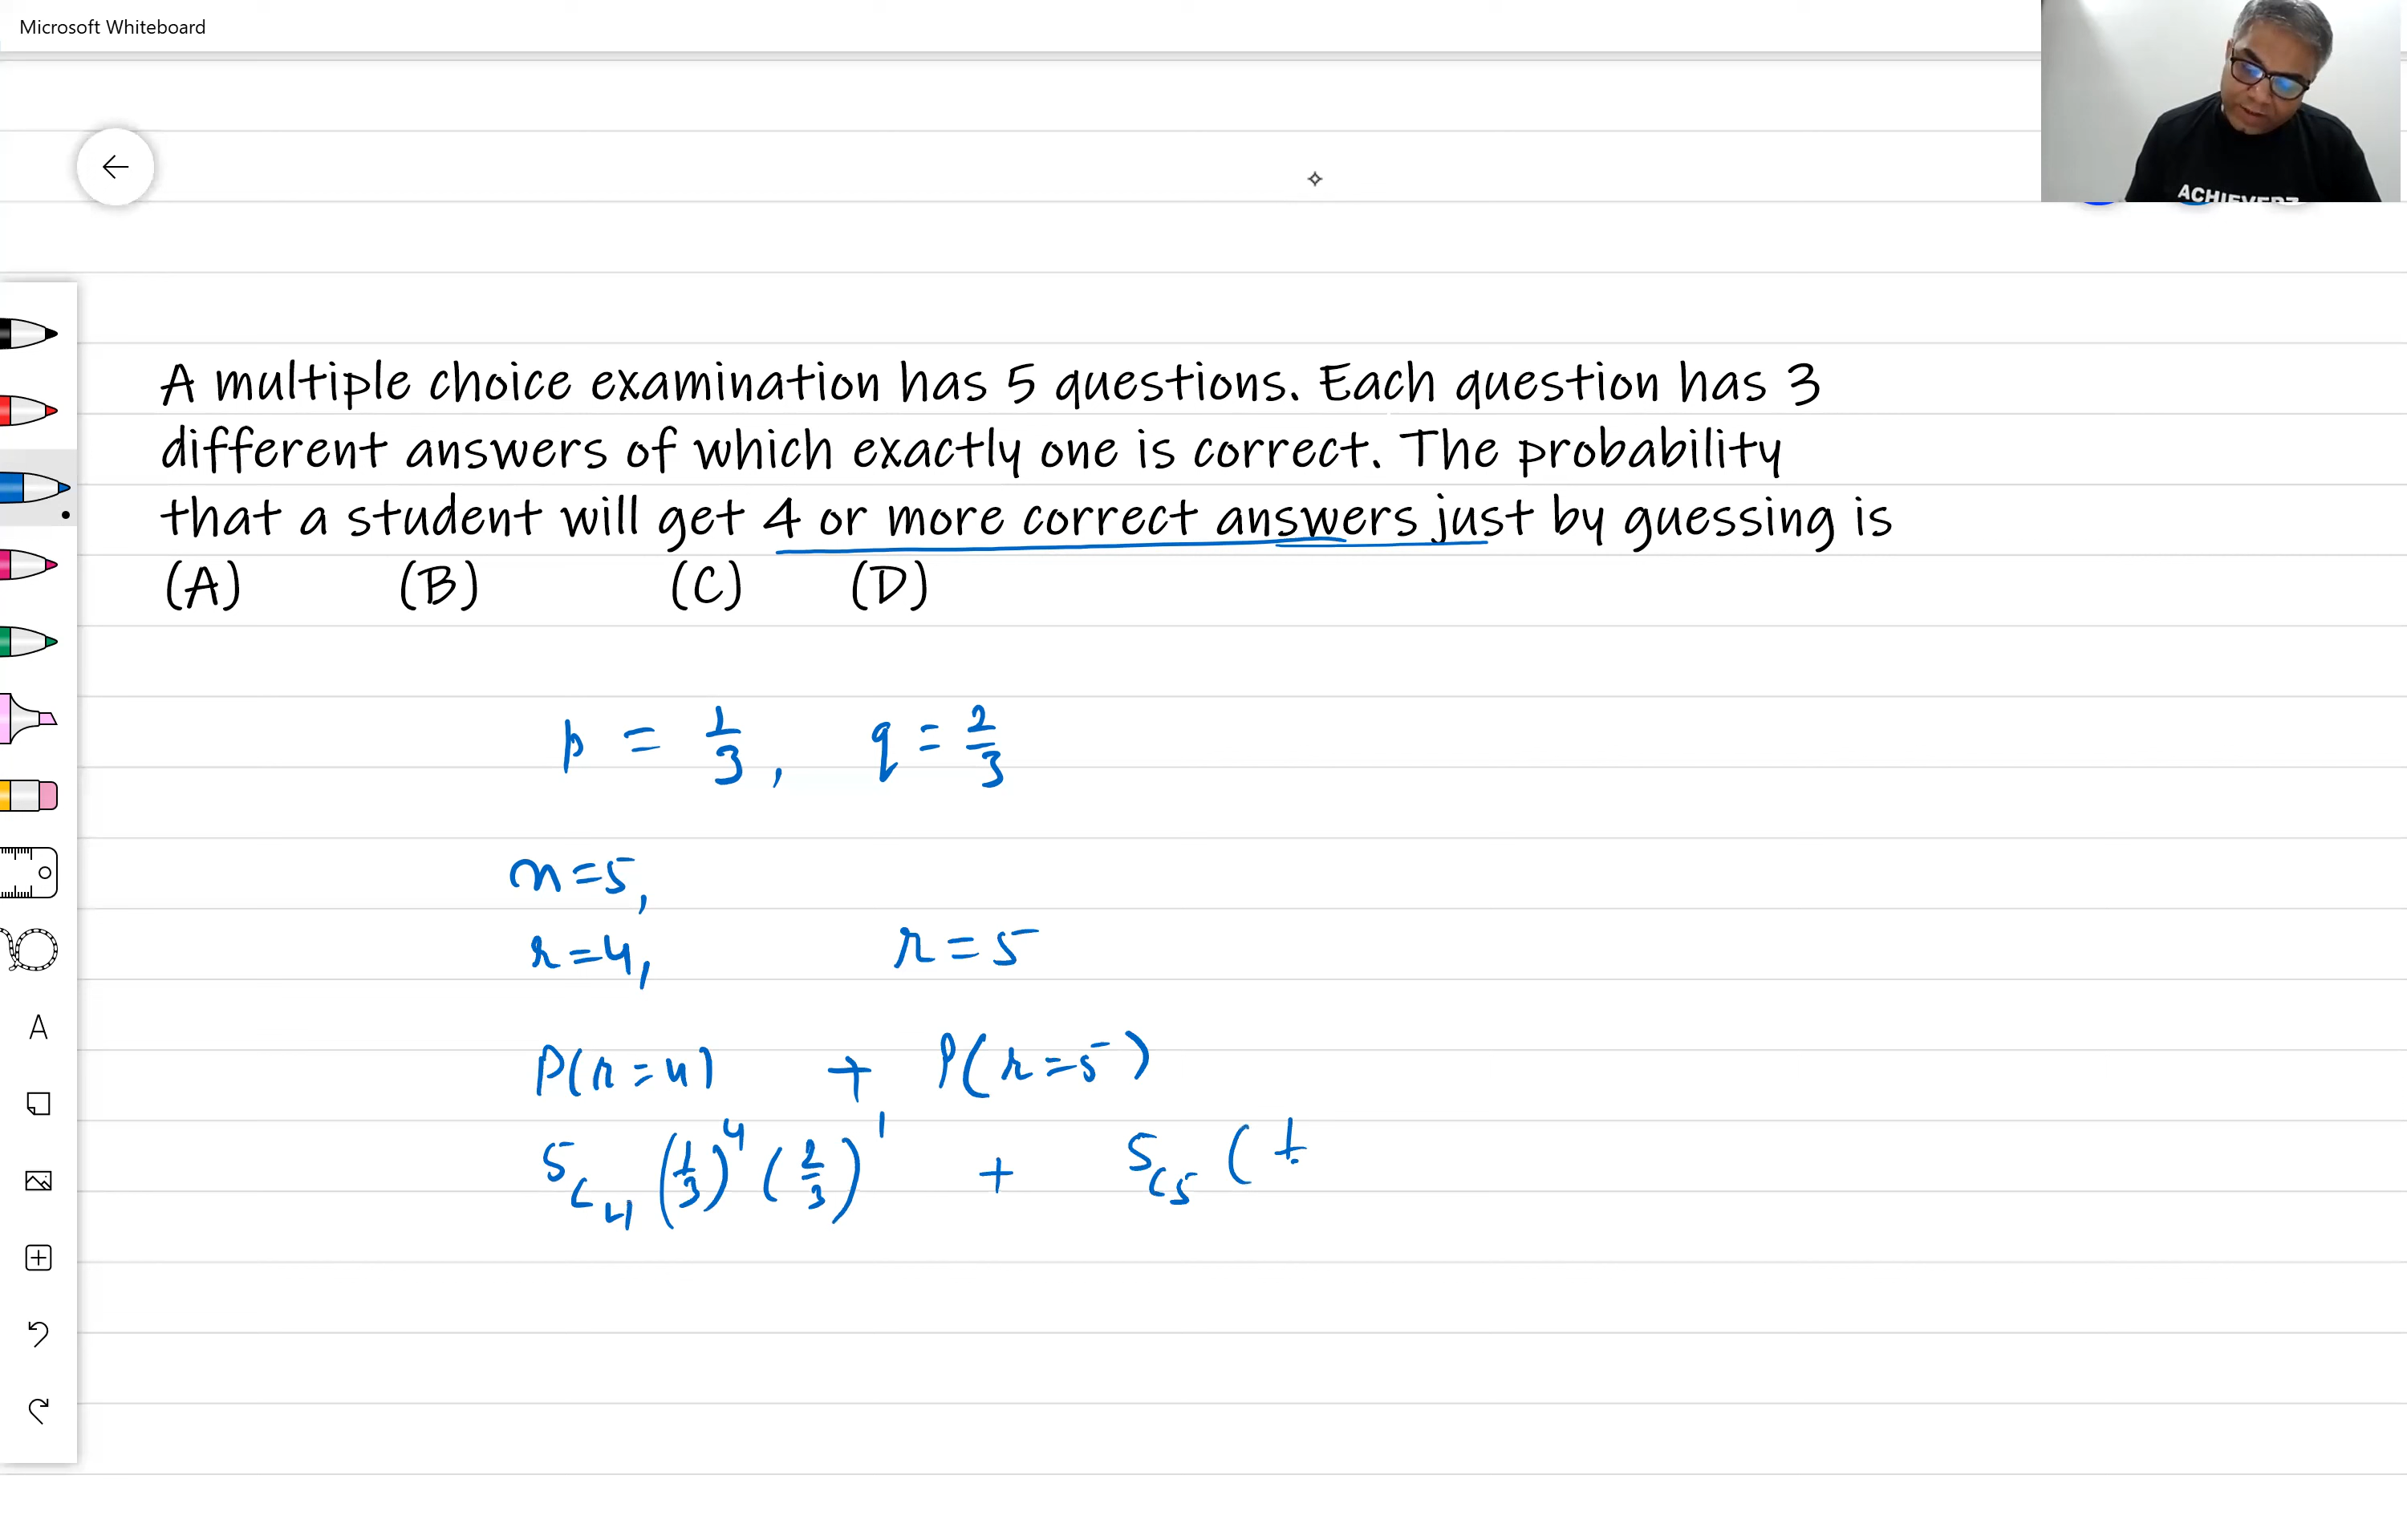 Microsoft Whiteboard
ACHIEVERZ
A multiple choice examination has 5 questions. Each question has 3
different answers of which exactly one is correct. The probability
that a student will get 4 or more correct answers just by guessing is
(A) (B) (C) (D)
p = 1/3, q = 2/3
n=5,
r=4, r=5
P(r=4) + P(r=5)
5C4 (1/3)^4 (2/3)^1 + 5C5 (1
A